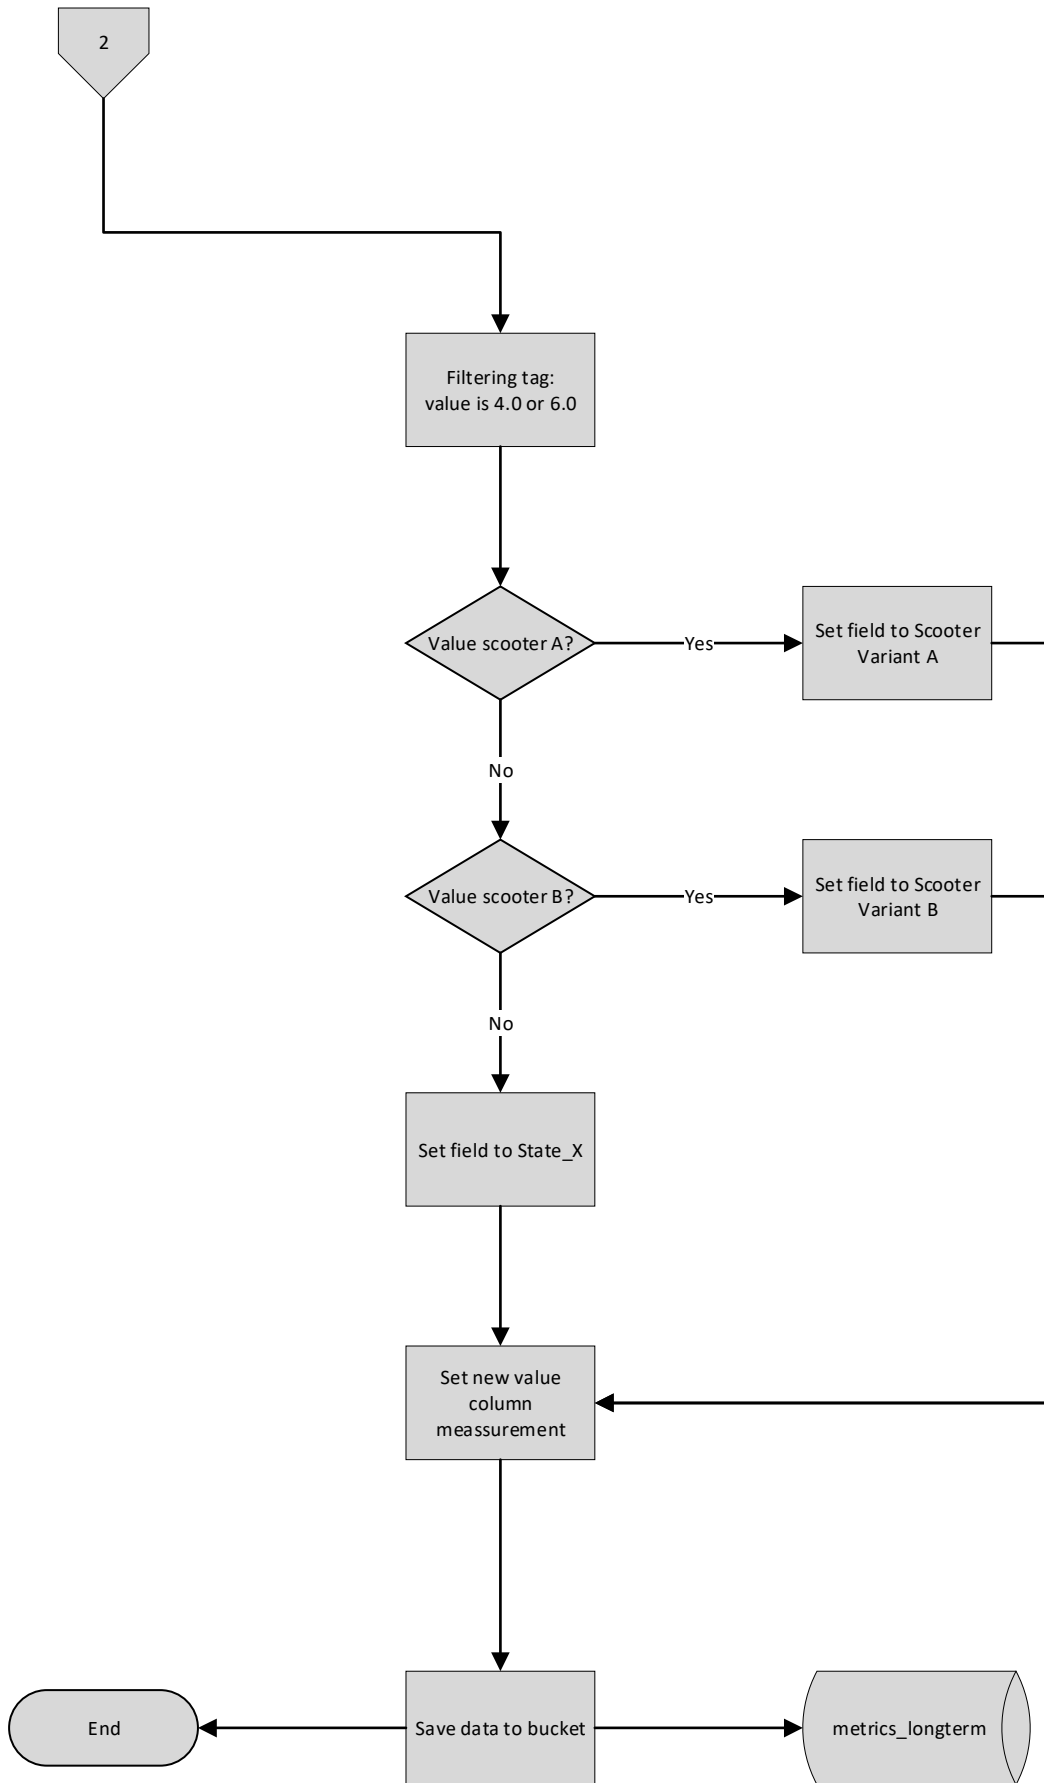 2
Filtering tag:
value is 4.0 or 6.0
Value scooter A?
Yes
Set field to Scooter
Variant A
No
Value scooter B?
Yes
Set field to Scooter
Variant B
No
Set field to State_X
Set new value
column
meassurement
End
Save data to bucket
metrics_longterm